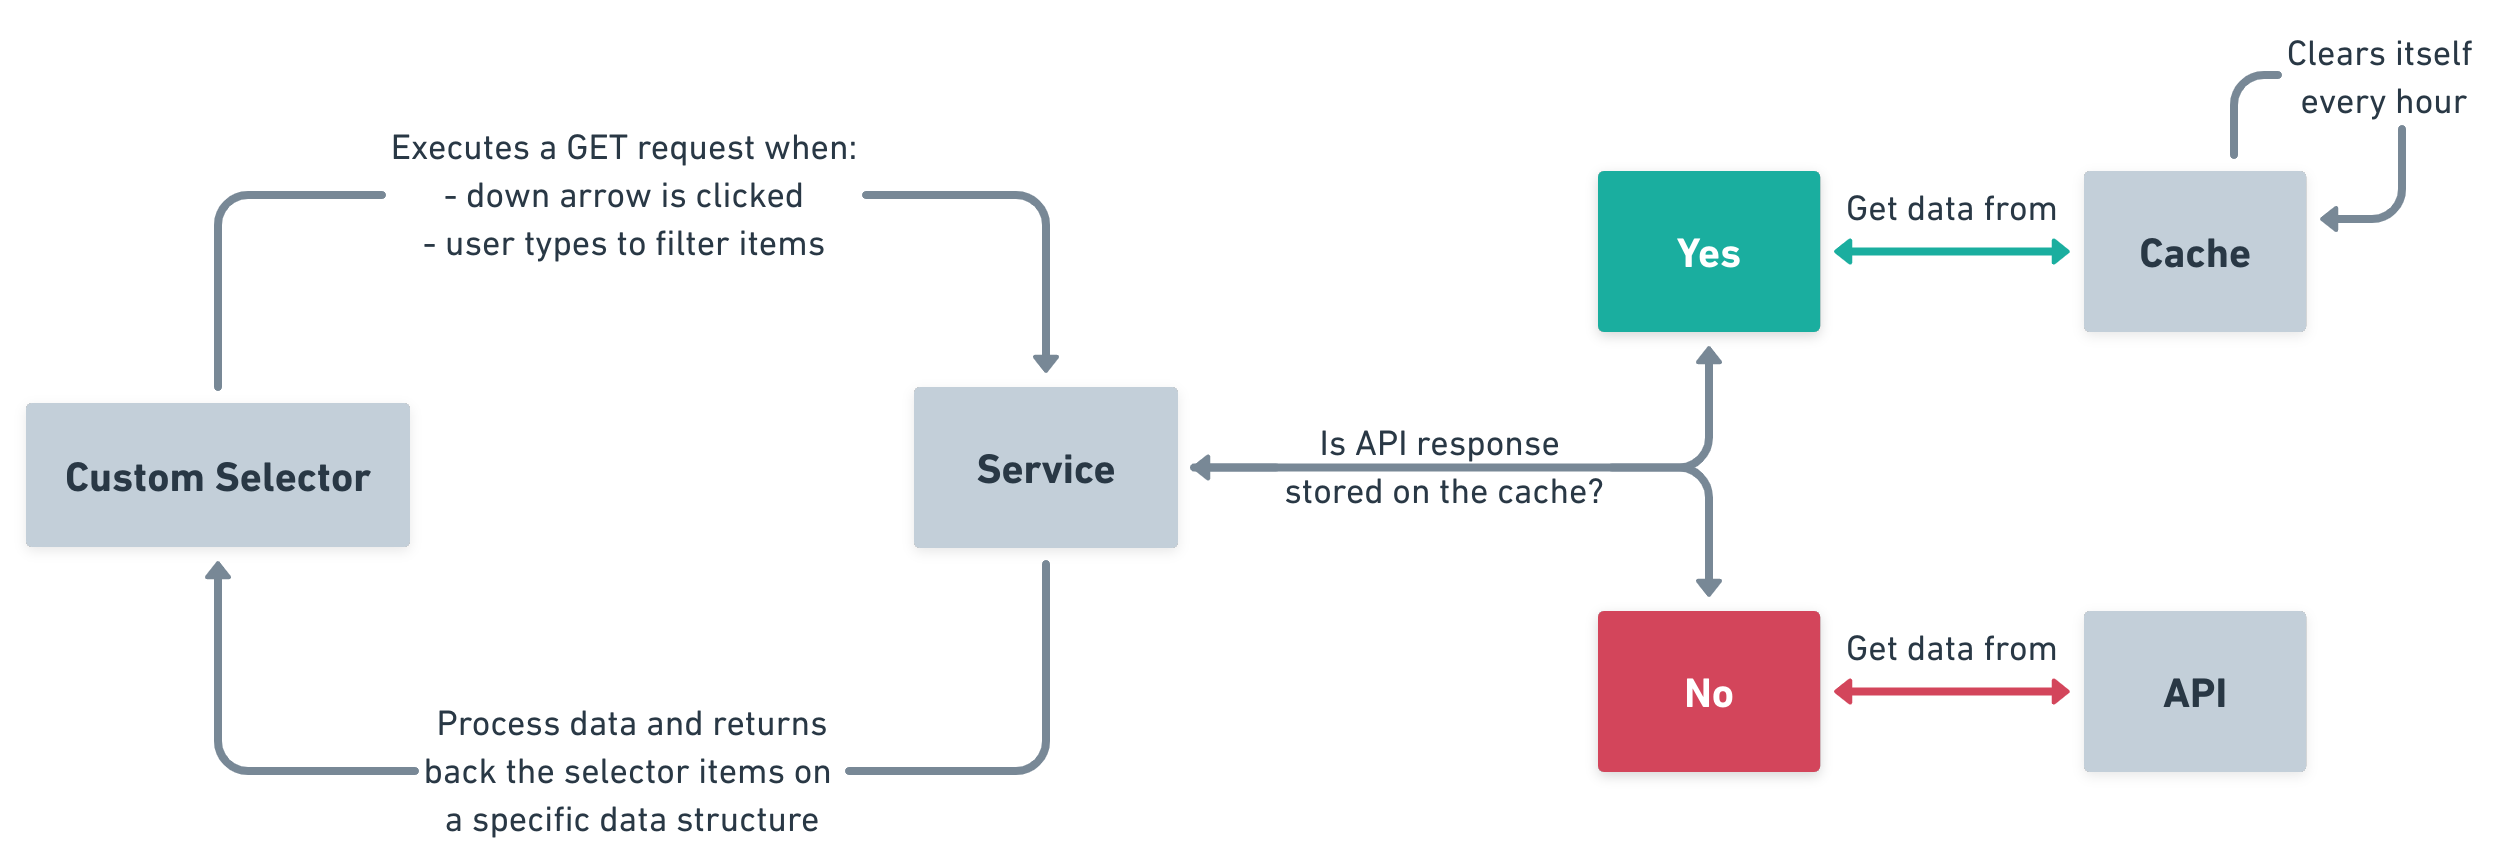 Clears itself
every hour
Executes a GET request when:
- down arrow is clicked
- user types to filter items
Yes
Get data from
Cache
Custom Selector
Service
Is API response
stored on the cache?
No
Get data from
API
Process data and returns
back the selector items on
a specific data structure